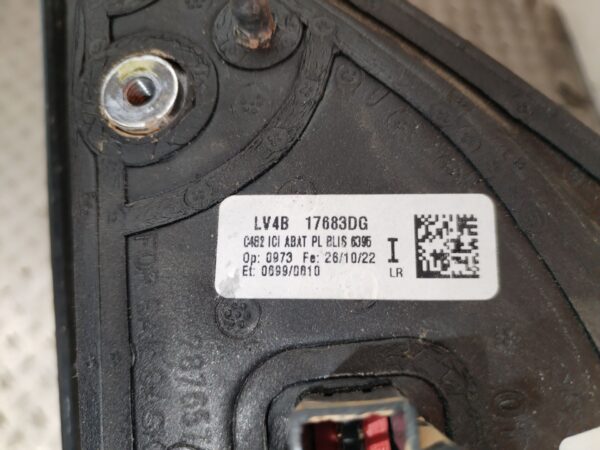 LV4B 17683DG
C482 ICI ABAT PL BLIS 6395
Op: 0973 Fe: 26/10/22
Et: 0699/0810
I
LR